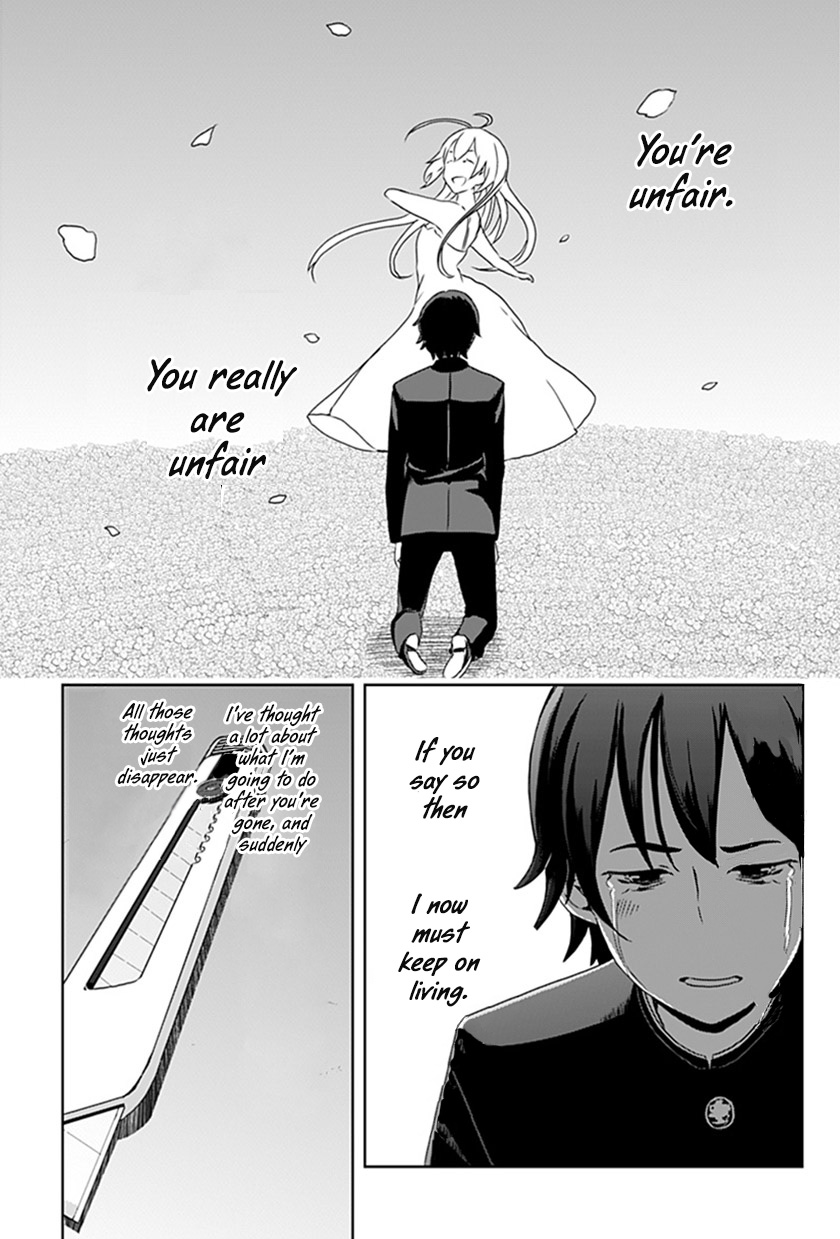 You're
unfair.
You really
are
unfair
If you
say so
then
I now
must
keep on
living.
I've thought
a lot about
what I'm
going to do
after you're
gone, and
suddenly
All those
thoughts
just
disappear.